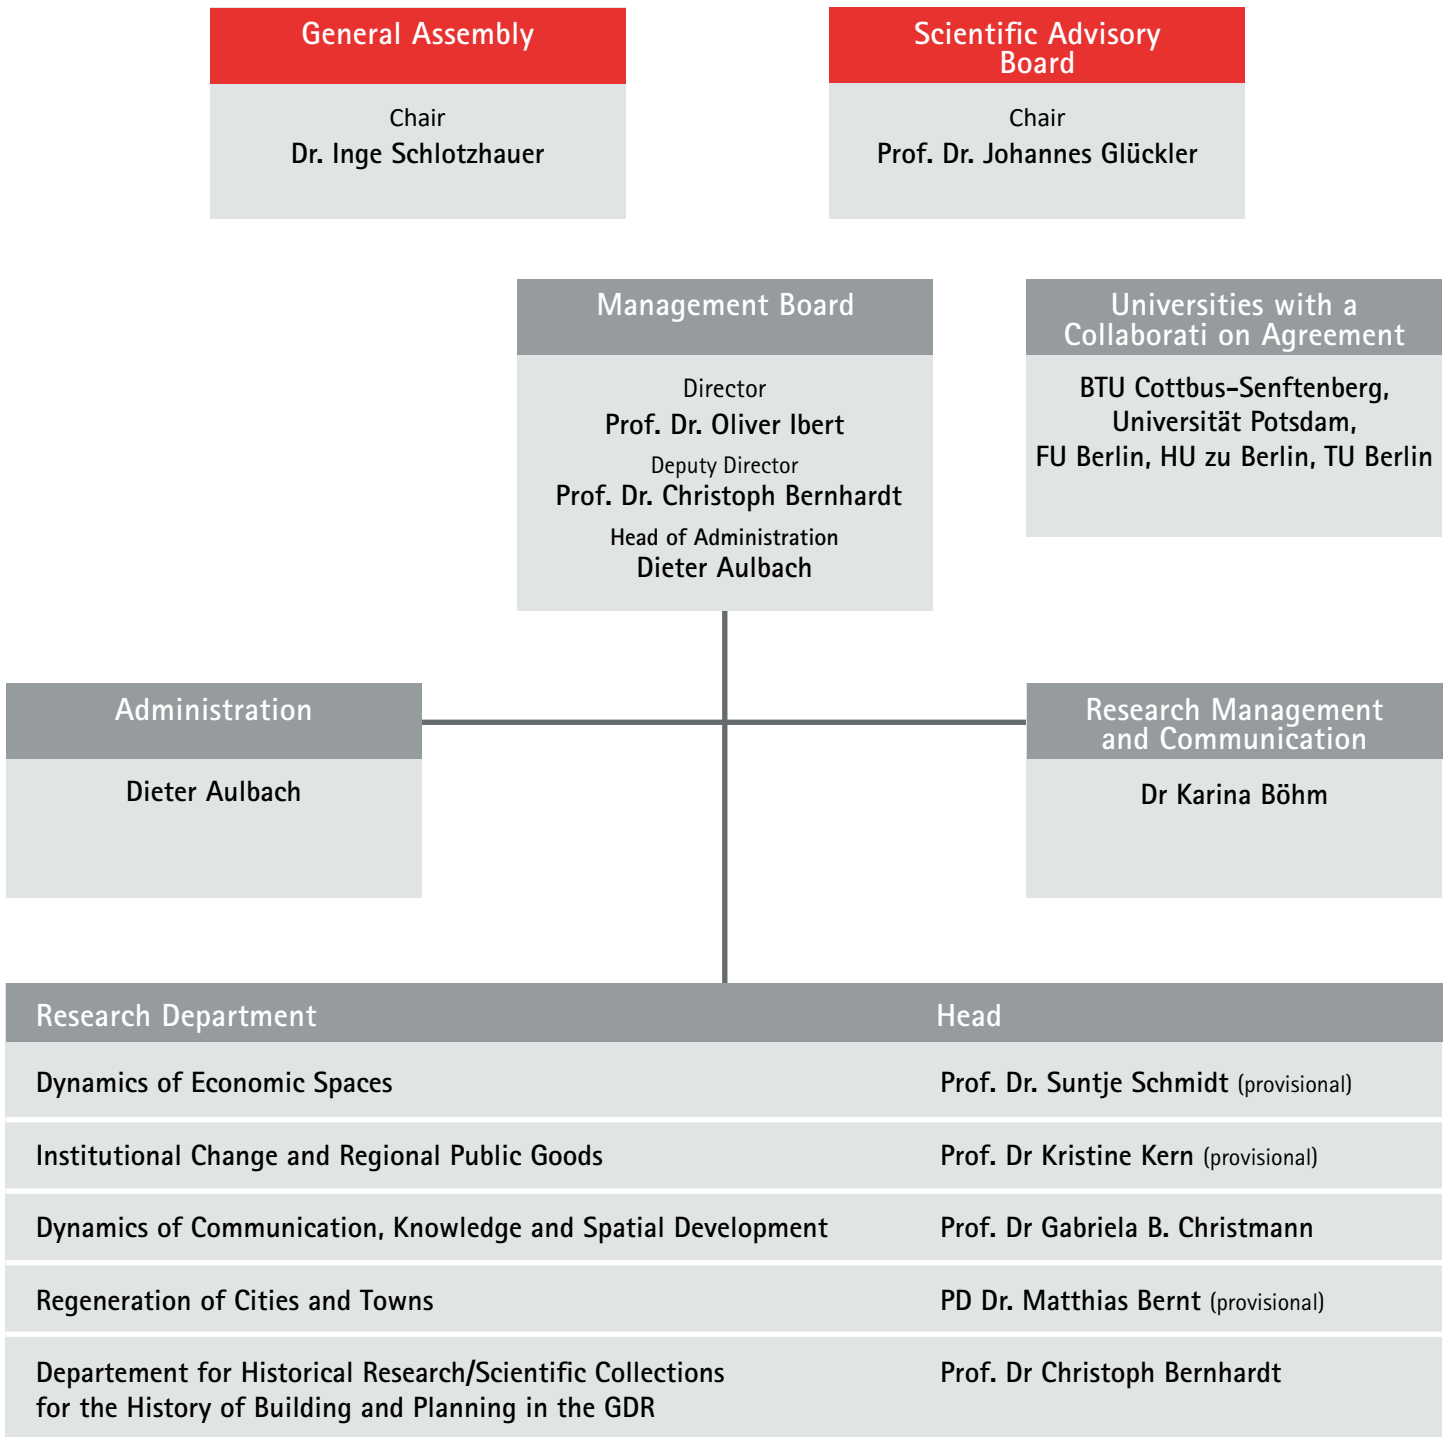 General Assembly
Chair
Dr. Inge Schlotzhauer
Scientific Advisory
Board
Chair
Prof. Dr. Johannes Glückler
Management Board
Director
Prof. Dr. Oliver Ibert
Deputy Director
Prof. Dr. Christoph Bernhardt
Head of Administration
Dieter Aulbach
Universities with a
Collaborati on Agreement
BTU Cottbus-Senftenberg,
Universität Potsdam,
FU Berlin, HU zu Berlin, TU Berlin
Administration
Dieter Aulbach
Research Management
and Communication
Dr Karina Böhm
Research Department Head
Dynamics of Economic Spaces Prof. Dr. Suntje Schmidt (provisional)
Institutional Change and Regional Public Goods Prof. Dr Kristine Kern (provisional)
Dynamics of Communication, Knowledge and Spatial Development Prof. Dr Gabriela B. Christmann
Regeneration of Cities and Towns PD Dr. Matthias Bernt (provisional)
Departement for Historical Research/Scientific Collections Prof. Dr Christoph Bernhardt
for the History of Building and Planning in the GDR